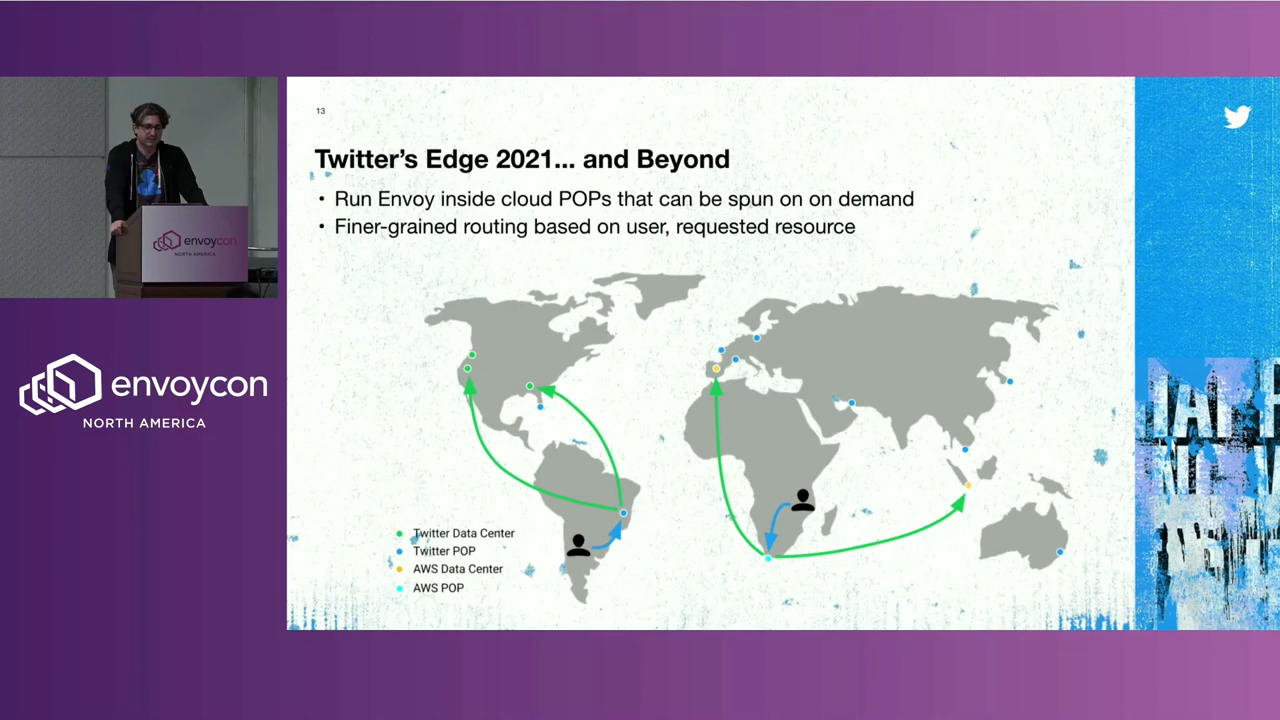 13
Twitter's Edge 2021... and Beyond
• Run Envoy inside cloud POPs that can be spun on on demand
• Finer-grained routing based on user, requested resource
Twitter Data Center
Twitter POP
AWS Data Center
AWS POP
envoycon
NORTH AMERICA
envoycon
NORTH AMERICA